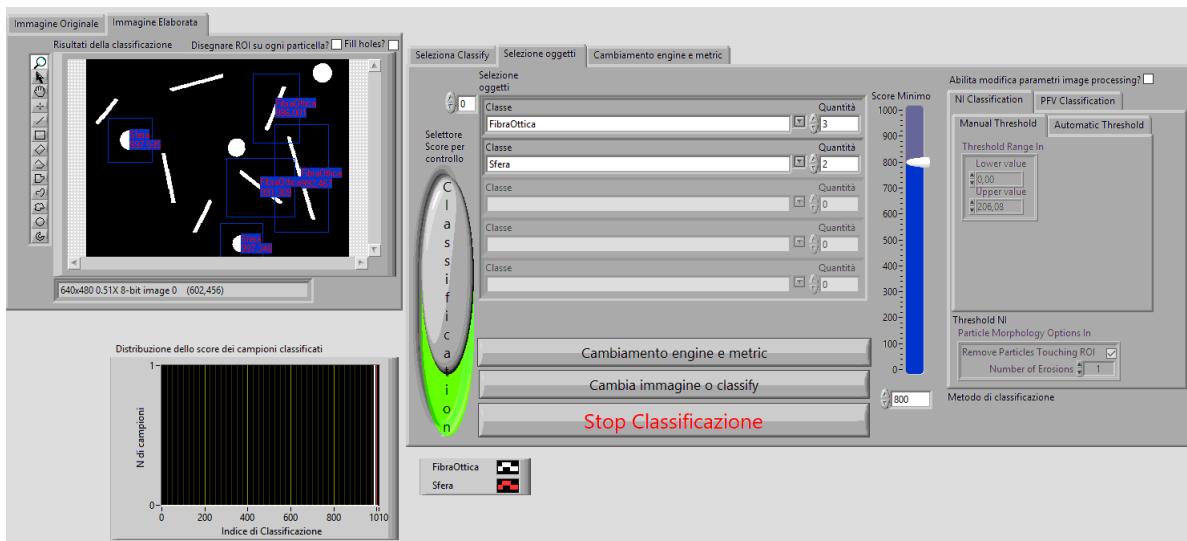 Immagine Originale
Immagine Elaborata
Risultati della classificazione
Disegnare ROI su ogni particella?
Fill holes?
FibraOttica
Sfera
FibraOttica
FibraOttica
Sfera
640x480 0.51X 8-bit image 0 (602,456)
Distribuzione dello score dei campioni classificati
N di campioni
1
0
0
200
400
600
800
1010
Indice di Classificazione
Seleziona Classify
Selezione oggetti
Cambiamento engine e metric
Selezione
oggetti
0
Selettore
Score per
controllo
Classification
Classe
Quantità
FibraOttica
3
Classe
Quantità
Sfera
2
Classe
Quantità
0
Classe
Quantità
0
Classe
Quantità
0
Cambiamento engine e metric
Cambia immagine o classify
Stop Classificazione
FibraOttica
Sfera
Score Minimo
1000
900
800
700
600
500
400
300
200
100
0
800
Abilita modifica parametri image processing?
NI Classification
PFV Classification
Manual Threshold
Automatic Threshold
Threshold Range In
Lower value
0,00
Upper value
206,08
Threshold NI
Particle Morphology Options In
Remove Particles Touching ROI
Number of Erosions
1
Metodo di classificazione